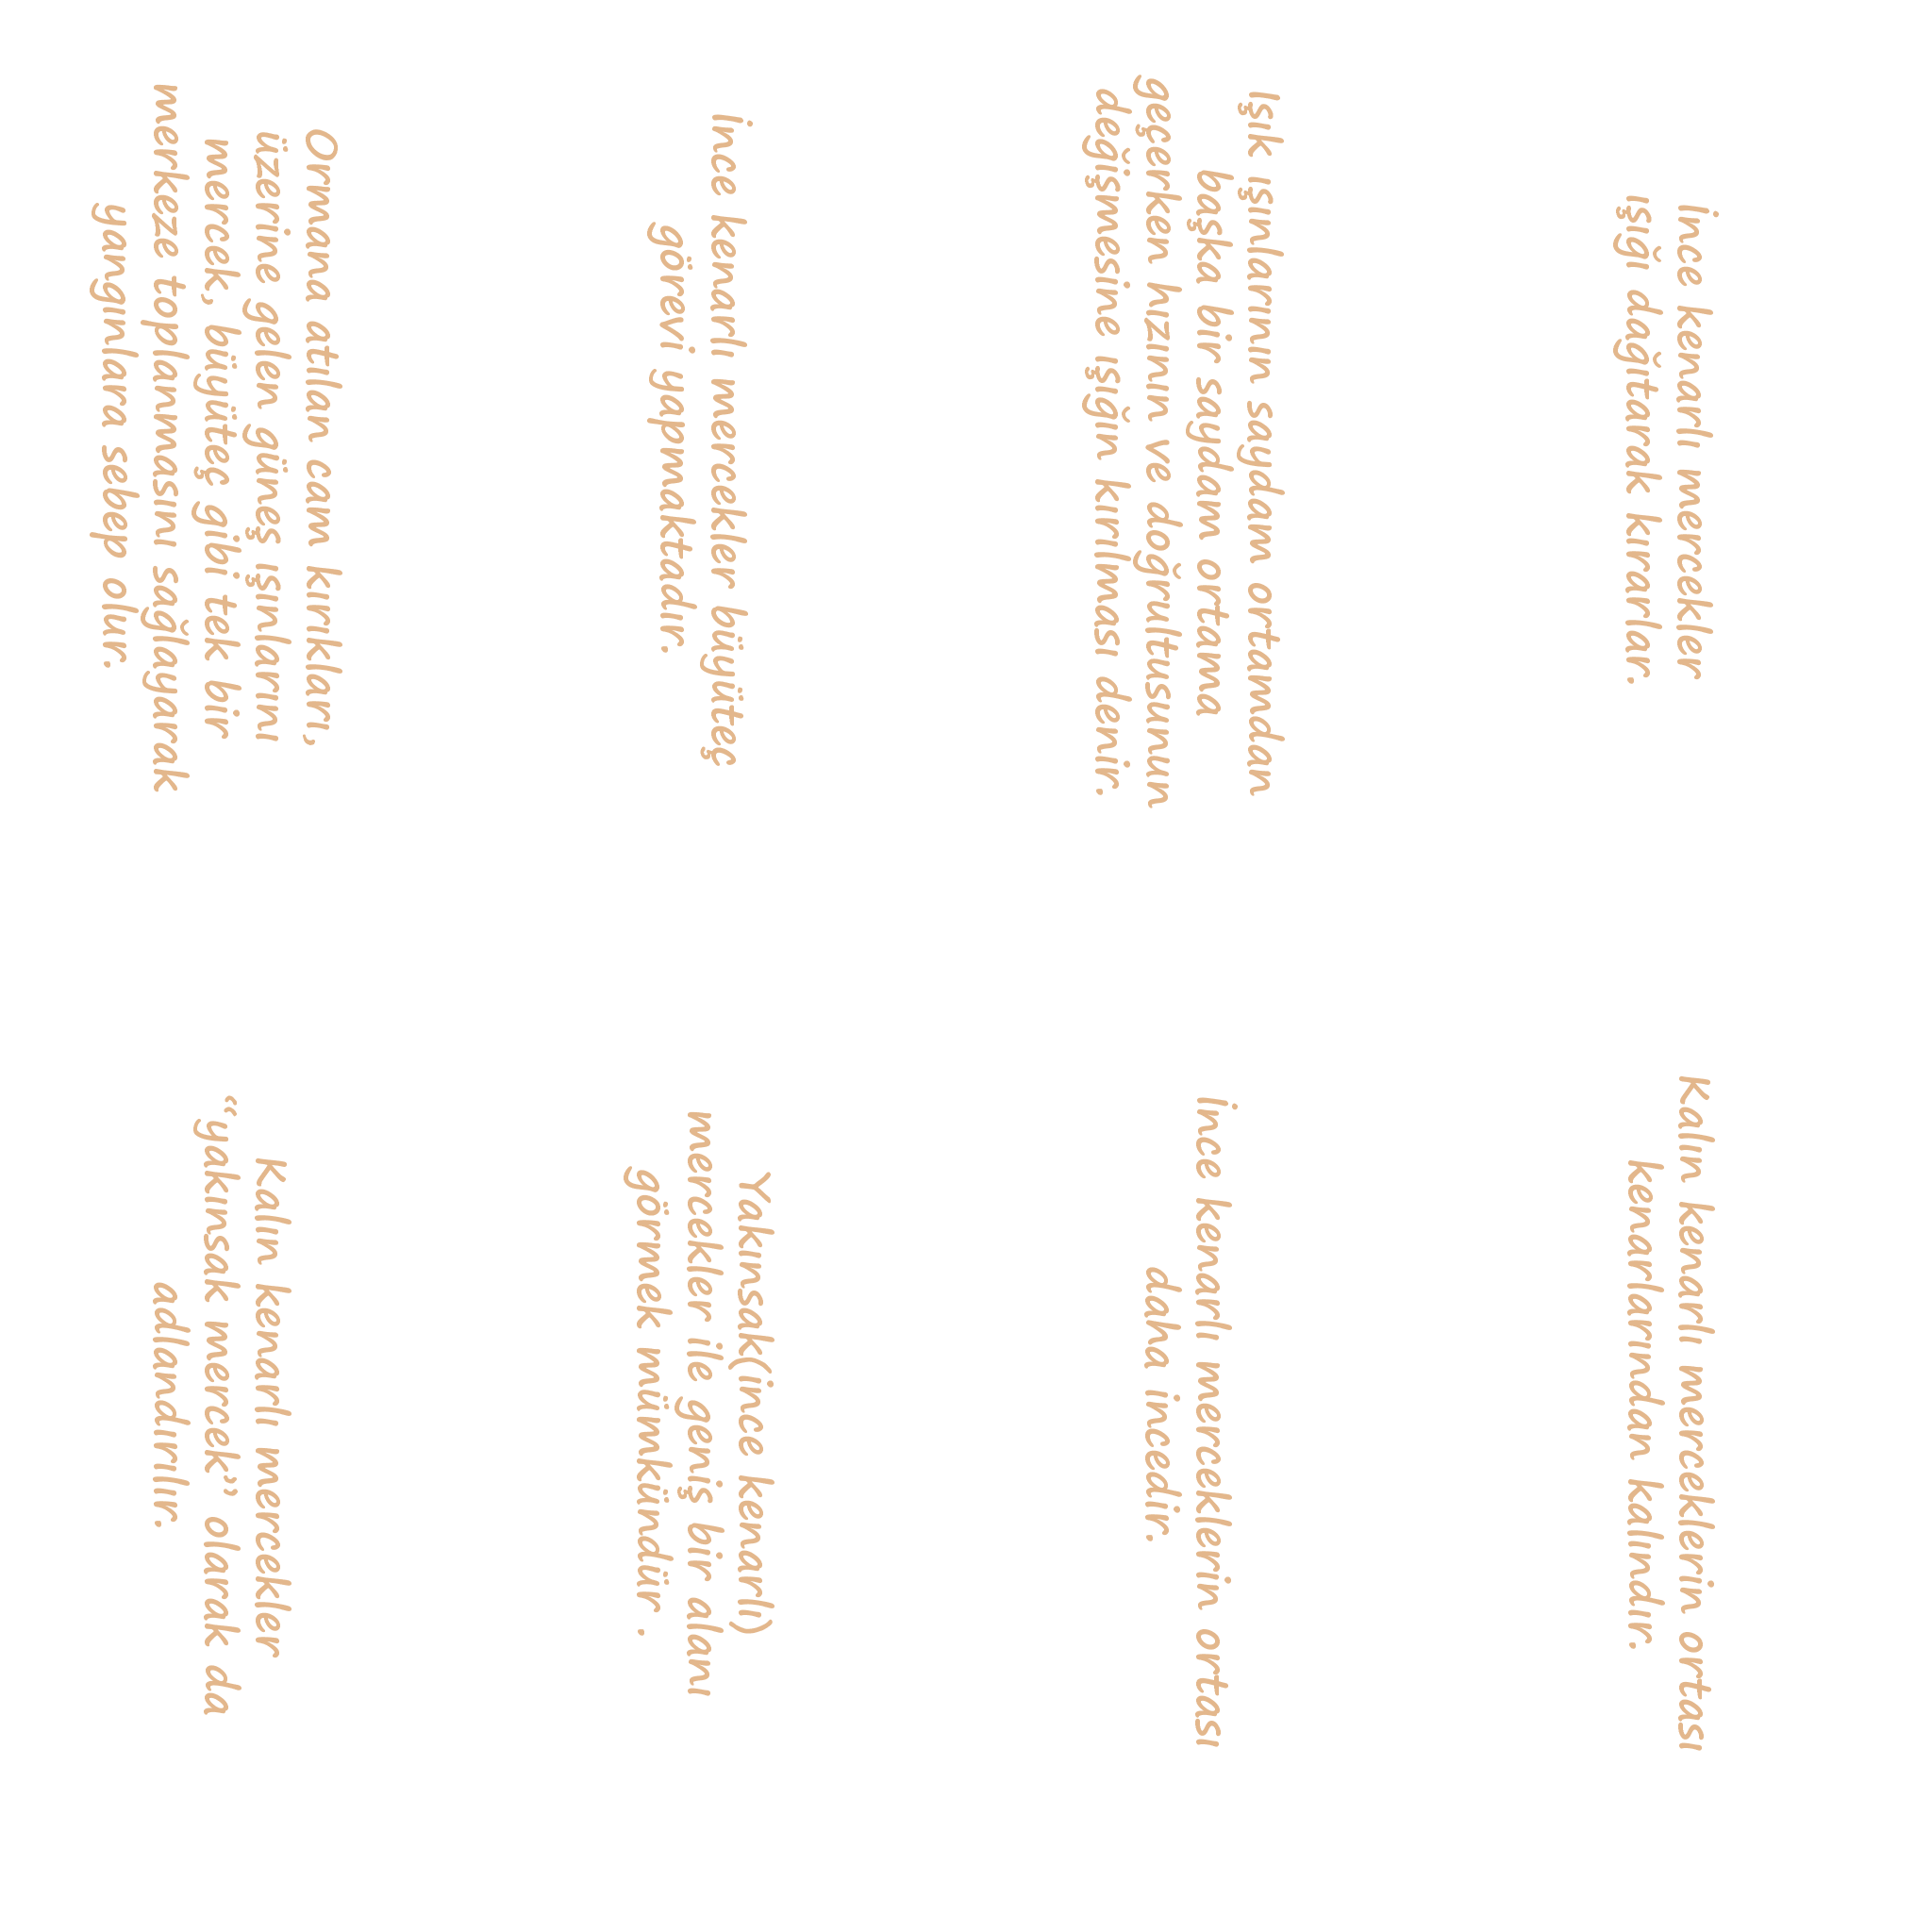 ince kenarlı mercekler
ışığı dağıtarak kırarlar.
Kalın kenarlı merceklerin ortası
kenarlarından kalındır.
Işık ışınlarının saydam ortamdan
başka bir saydam ortama
geçerken hızının ve doğrultusunun
değişmesine ışığın kırılması denir.
İnce kenarlı merceklerin ortası
daha incedir.
İnce kenarlı mercekler büyüteç
görevi yapmaktadır.
Yakınsak(ince kenarlı)
mercekler ile geniş bir alanı
görmek mümkündür .
Ormana atılan cam kırıkları,
üzerine gelen güneş ışınlarını
mercek, büyüteç gibi tek bir
merkeze toplanmasını sağlayarak
yangınlara sebep olur.
Kalın kenarlı mercekler
“yakınsak mercek” olarak da
adlandırılır.